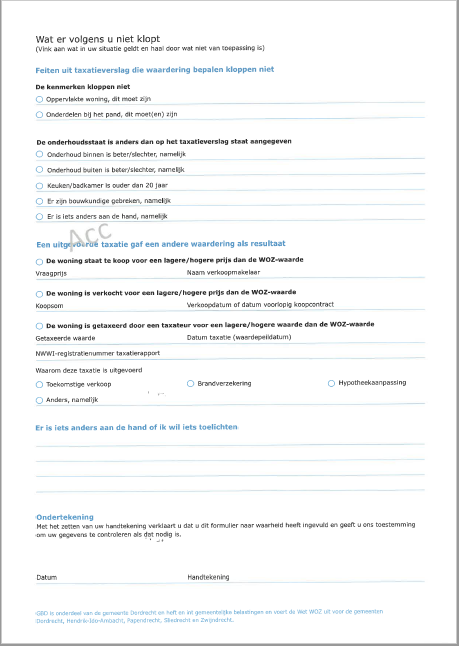 Wat er volgens u niet klopt
(Vink aan wat in uw situatie geldt en haal door wat niet van toepassing is)
Feiten uit taxatieverslag die waardering bepalen kloppen niet
De kenmerken kloppen niet
Oppervlakte woning, dit moet zijn
Onderdelen bij het pand, dit moet(en) zijn
De onderhoudsstaat is anders dan op het taxatieverslag staat aangegeven
Onderhoud binnen is beter/slechter, namelijk
Onderhoud buiten is beter/slechter, namelijk
Keuken/badkamer is ouder dan 20 jaar
Er zijn bouwkundige gebreken, namelijk
Er is iets anders aan de hand, namelijk
Acc
Een uitgevoerde taxatie gaf een andere waardering als resultaat
De woning staat te koop voor een lagere/hogere prijs dan de WOZ-waarde
Vraagprijs Naam verkoopmakelaar
De woning is verkocht voor een lagere/hogere prijs dan de WOZ-waarde
Koopsom Verkoopdatum of datum voorlopig koopcontract
De woning is getaxeerd door een taxateur voor een lagere/hogere waarde dan de WOZ-waarde
Getaxeerde waarde Datum taxatie (waardepeildatum)
NWWI-registratienummer taxatierapport
Waarom deze taxatie is uitgevoerd
Toekomstige verkoop Brandverzekering Hypotheekaanpassing
Anders, namelijk
Er is iets anders aan de hand of ik wil iets toelichten
Ondertekening
Met het zetten van uw handtekening verklaart u dat u dit formulier naar waarheid heeft ingevuld en geeft u ons toestemming
om uw gegevens te controleren als dat nodig is.
Datum Handtekening
GBD is onderdeel van de gemeente Dordrecht en heft en int gemeentelijke belastingen en voert de Wet WOZ uit voor de gemeenten
Dordrecht, Hendrik-Ido-Ambacht, Papendrecht, Sliedrecht en Zwijndrecht.